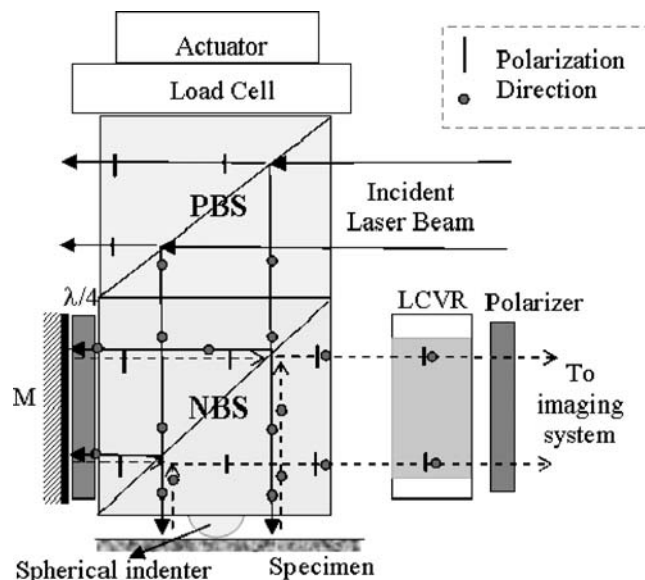 Actuator
Load Cell
Polarization
Direction
PBS
Incident
Laser Beam
λ/4
LCVR
Polarizer
M
NBS
To
imaging
system
Spherical indenter
Specimen